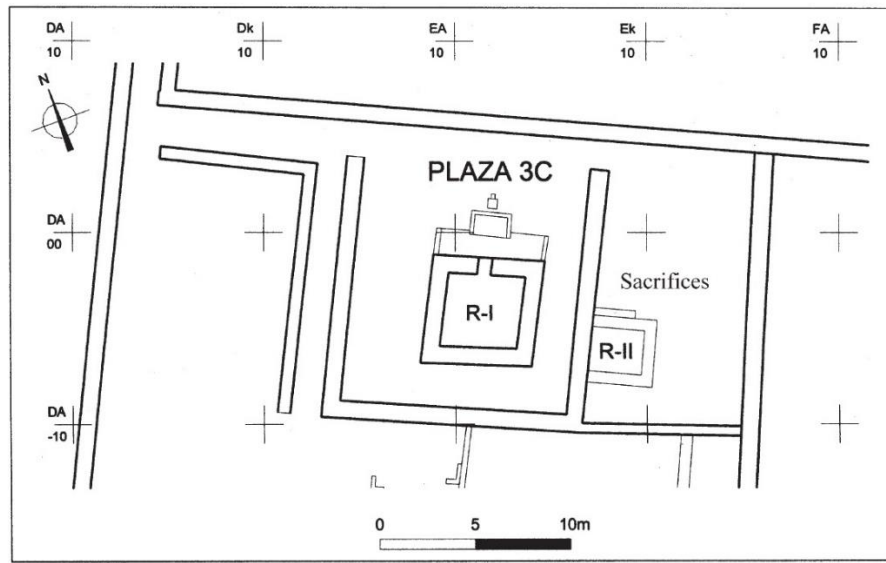 DA
10
Dk
10
EA
10
Ek
10
FA
10
N
PLAZA 3C
DA
00
Sacrifices
R-I
R-II
DA
-10
0 5 10m